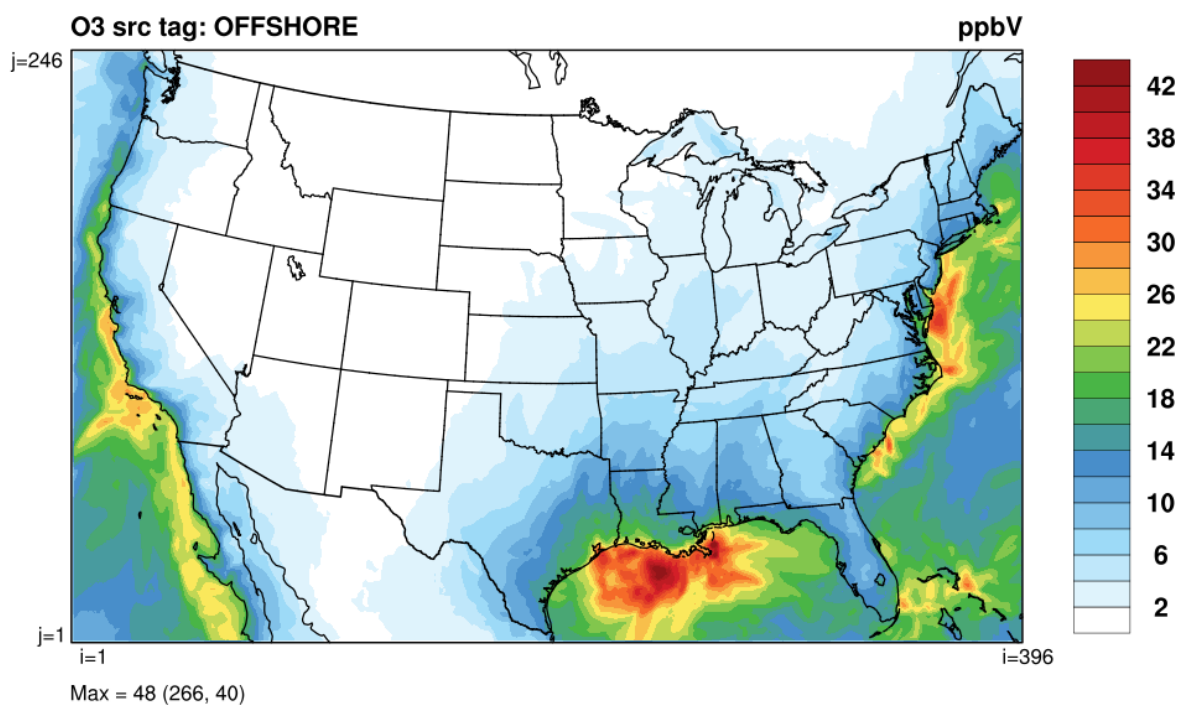 O3 src tag: OFFSHORE
ppbV
j=246
42
38
34
30
26
22
18
14
10
6
2
j=1
i=1
i=396
Max = 48 (266, 40)